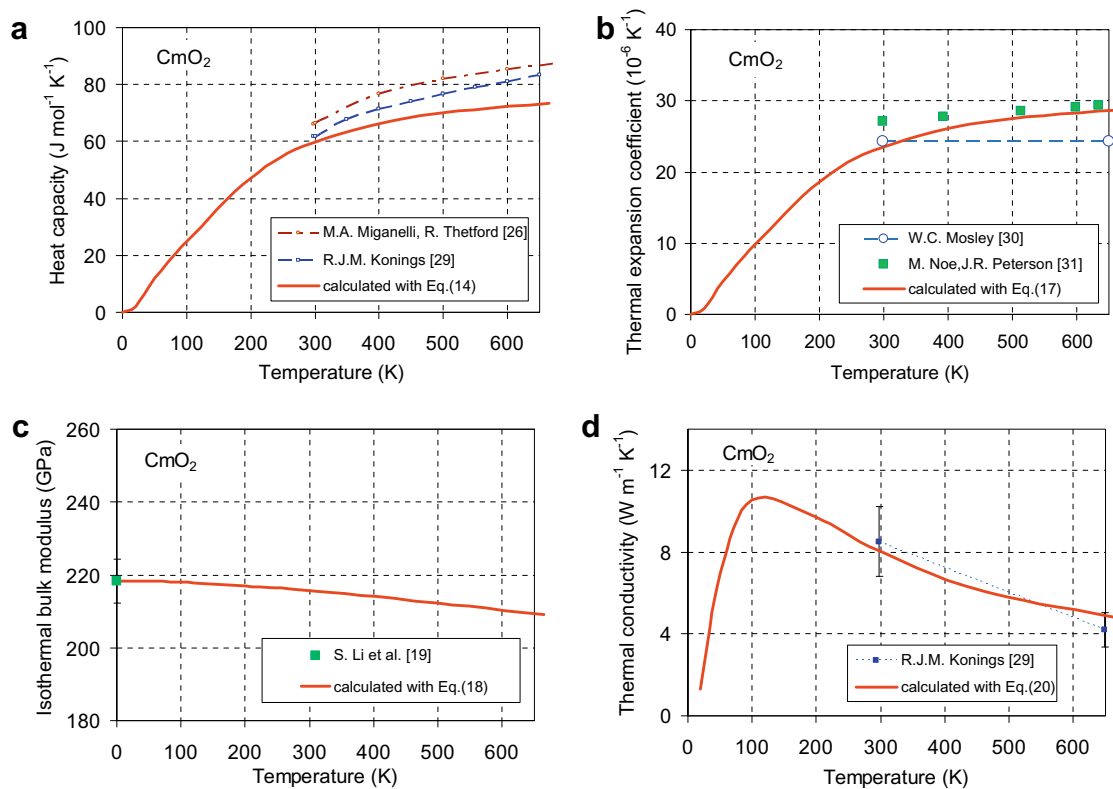 a
CmO₂
Heat capacity (J mol⁻¹ K⁻¹)
100
80
60
40
20
0
M.A. Miganelli, R. Thetford [26]
R.J.M. Konings [29]
calculated with Eq.(14)
0 100 200 300 400 500 600
Temperature (K)
b
CmO₂
Thermal expansion coefficient (10⁻⁶ K⁻¹)
40
30
20
10
0
W.C. Mosley [30]
M. Noe,J.R. Peterson [31]
calculated with Eq.(17)
0 100 200 300 400 500 600
Temperature (K)
c
CmO₂
Isothermal bulk modulus (GPa)
260
240
220
200
180
S. Li et al. [19]
calculated with Eq.(18)
0 100 200 300 400 500 600
Temperature (K)
d
CmO₂
Thermal conductivity (W m⁻¹ K⁻¹)
12
8
4
0
R.J.M. Konings [29]
calculated with Eq.(20)
0 100 200 300 400 500 600
Temperature (K)